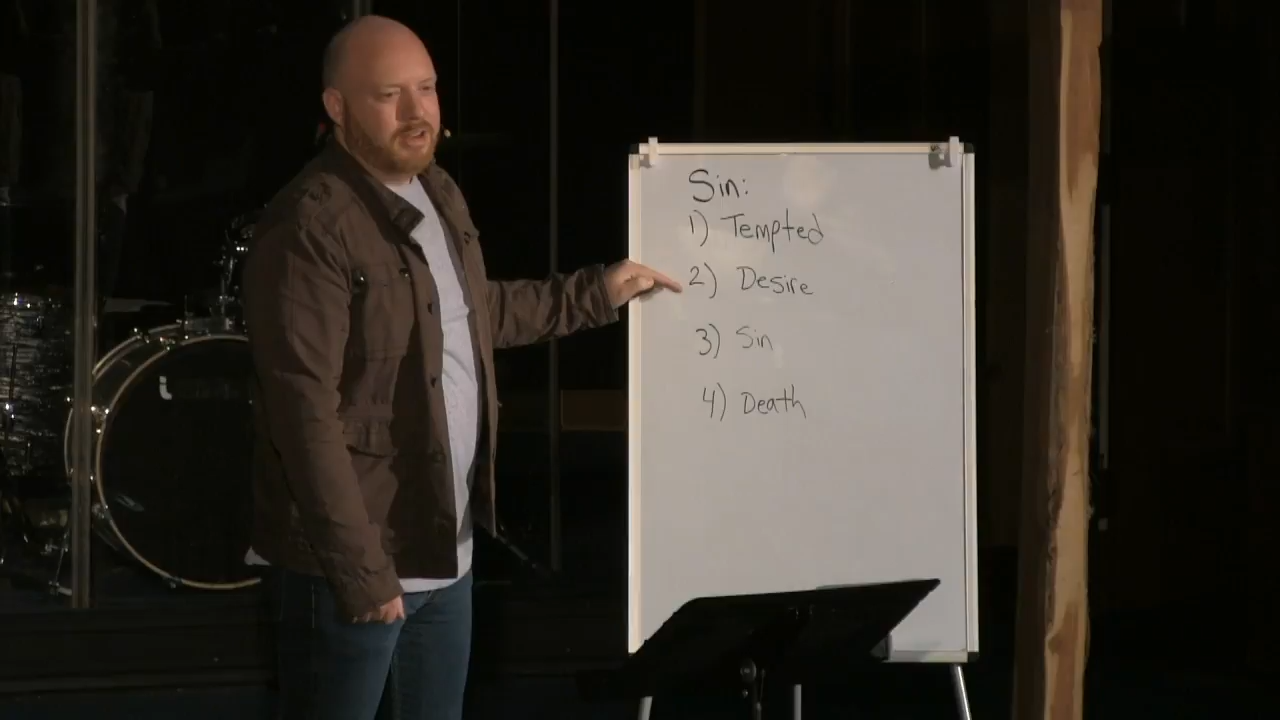 Sin:
1) Tempted
2) Desire
3) Sin
4) Death